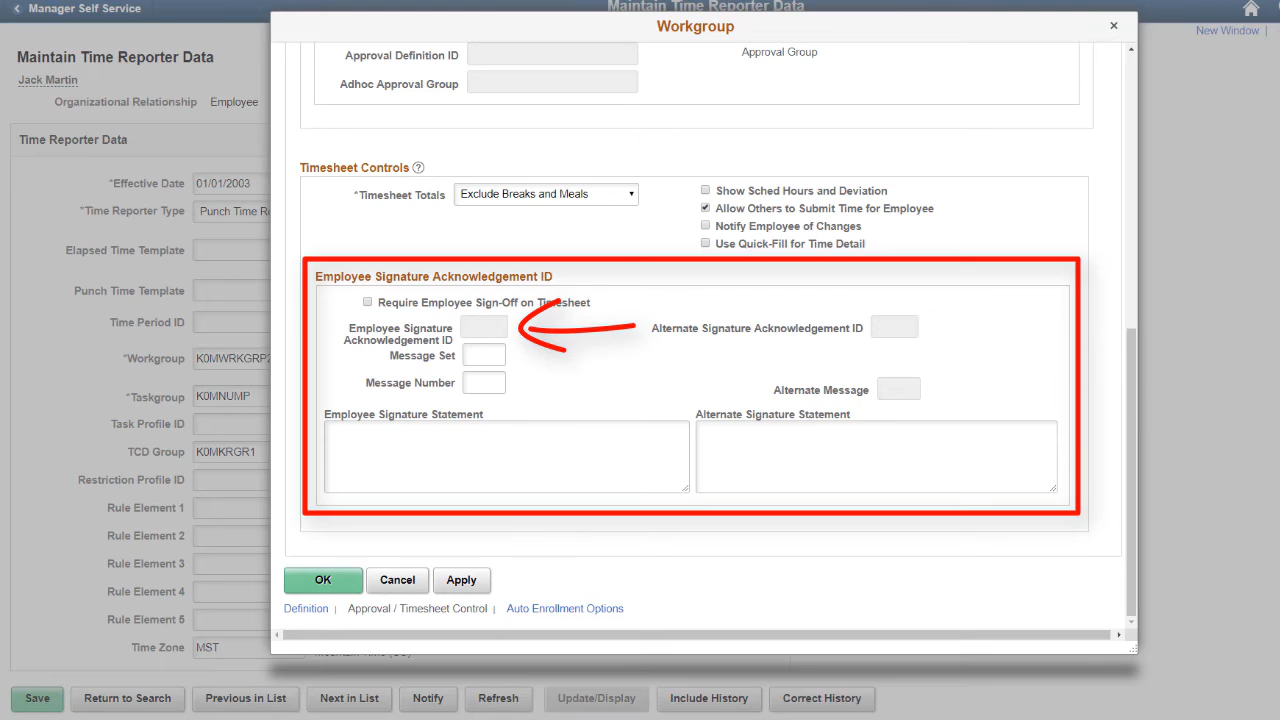 Manager Self Service
Maintain Time Reporter Data
New Window |
Maintain Time Reporter Data
Jack Martin
Organizational Relationship Employee
Time Reporter Data
*Effective Date 01/01/2003
*Time Reporter Type Punch Time Re
Elapsed Time Template
Punch Time Template
Time Period ID
*Workgroup K0MWRKGRP2
*Taskgroup K0MNUMP
Task Profile ID
TCD Group K0MKRGR1
Restriction Profile ID
Rule Element 1
Rule Element 2
Rule Element 3
Rule Element 4
Rule Element 5
Time Zone MST
Workgroup
×
Approval Definition ID
Approval Group
Adhoc Approval Group
Timesheet Controls ?
*Timesheet Totals Exclude Breaks and Meals
Show Sched Hours and Deviation
Allow Others to Submit Time for Employee
Notify Employee of Changes
Use Quick-Fill for Time Detail
Employee Signature Acknowledgement ID
Require Employee Sign-Off on Timesheet
Employee Signature
Acknowledgement ID
Alternate Signature Acknowledgement ID
Message Set
Message Number
Alternate Message
Employee Signature Statement
Alternate Signature Statement
OK Cancel Apply
Definition | Approval / Timesheet Control | Auto Enrollment Options
Save Return to Search Previous in List Next in List Notify Refresh Update/Display Include History Correct History